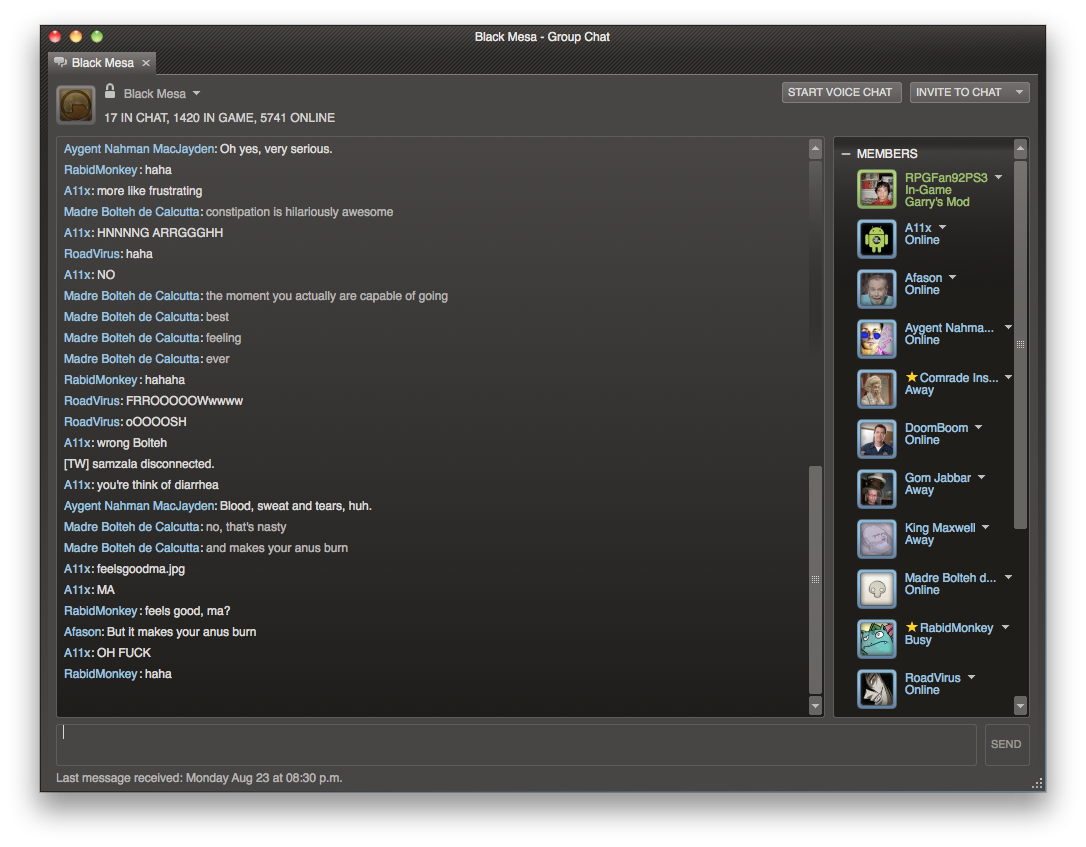 Black Mesa - Group Chat
Black Mesa
Black Mesa
START VOICE CHAT
INVITE TO CHAT
17 IN CHAT, 1420 IN GAME, 5741 ONLINE
Aygent Nahman MacJayden: Oh yes, very serious.
RabidMonkey: haha
A11x: more like frustrating
Madre Bolteh de Calcutta: constipation is hilariously awesome
A11x: HNNNNG ARRGGGHH
RoadVirus: haha
A11x: NO
Madre Bolteh de Calcutta: the moment you actually are capable of going
Madre Bolteh de Calcutta: best
Madre Bolteh de Calcutta: feeling
Madre Bolteh de Calcutta: ever
RabidMonkey: hahaha
RoadVirus: FRROOOOOWwwww
RoadVirus: oOOOOSH
A11x: wrong Bolteh
[TW] samzala disconnected.
A11x: you're think of diarrhea
Aygent Nahman MacJayden: Blood, sweat and tears, huh.
Madre Bolteh de Calcutta: no, that's nasty
Madre Bolteh de Calcutta: and makes your anus burn
A11x: feelsgoodma.jpg
A11x: MA
RabidMonkey: feels good, ma?
Afason: But it makes your anus burn
A11x: OH FUCK
RabidMonkey: haha
MEMBERS
RPGFan92PS3
In-Game
Garry's Mod
A11x
Online
Afason
Online
Aygent Nahma...
Online
Comrade Ins...
Away
DoomBoom
Online
Gom Jabbar
Away
King Maxwell
Away
Madre Bolteh d...
Online
RabidMonkey
Busy
RoadVirus
Online
SEND
Last message received: Monday Aug 23 at 08:30 p.m.